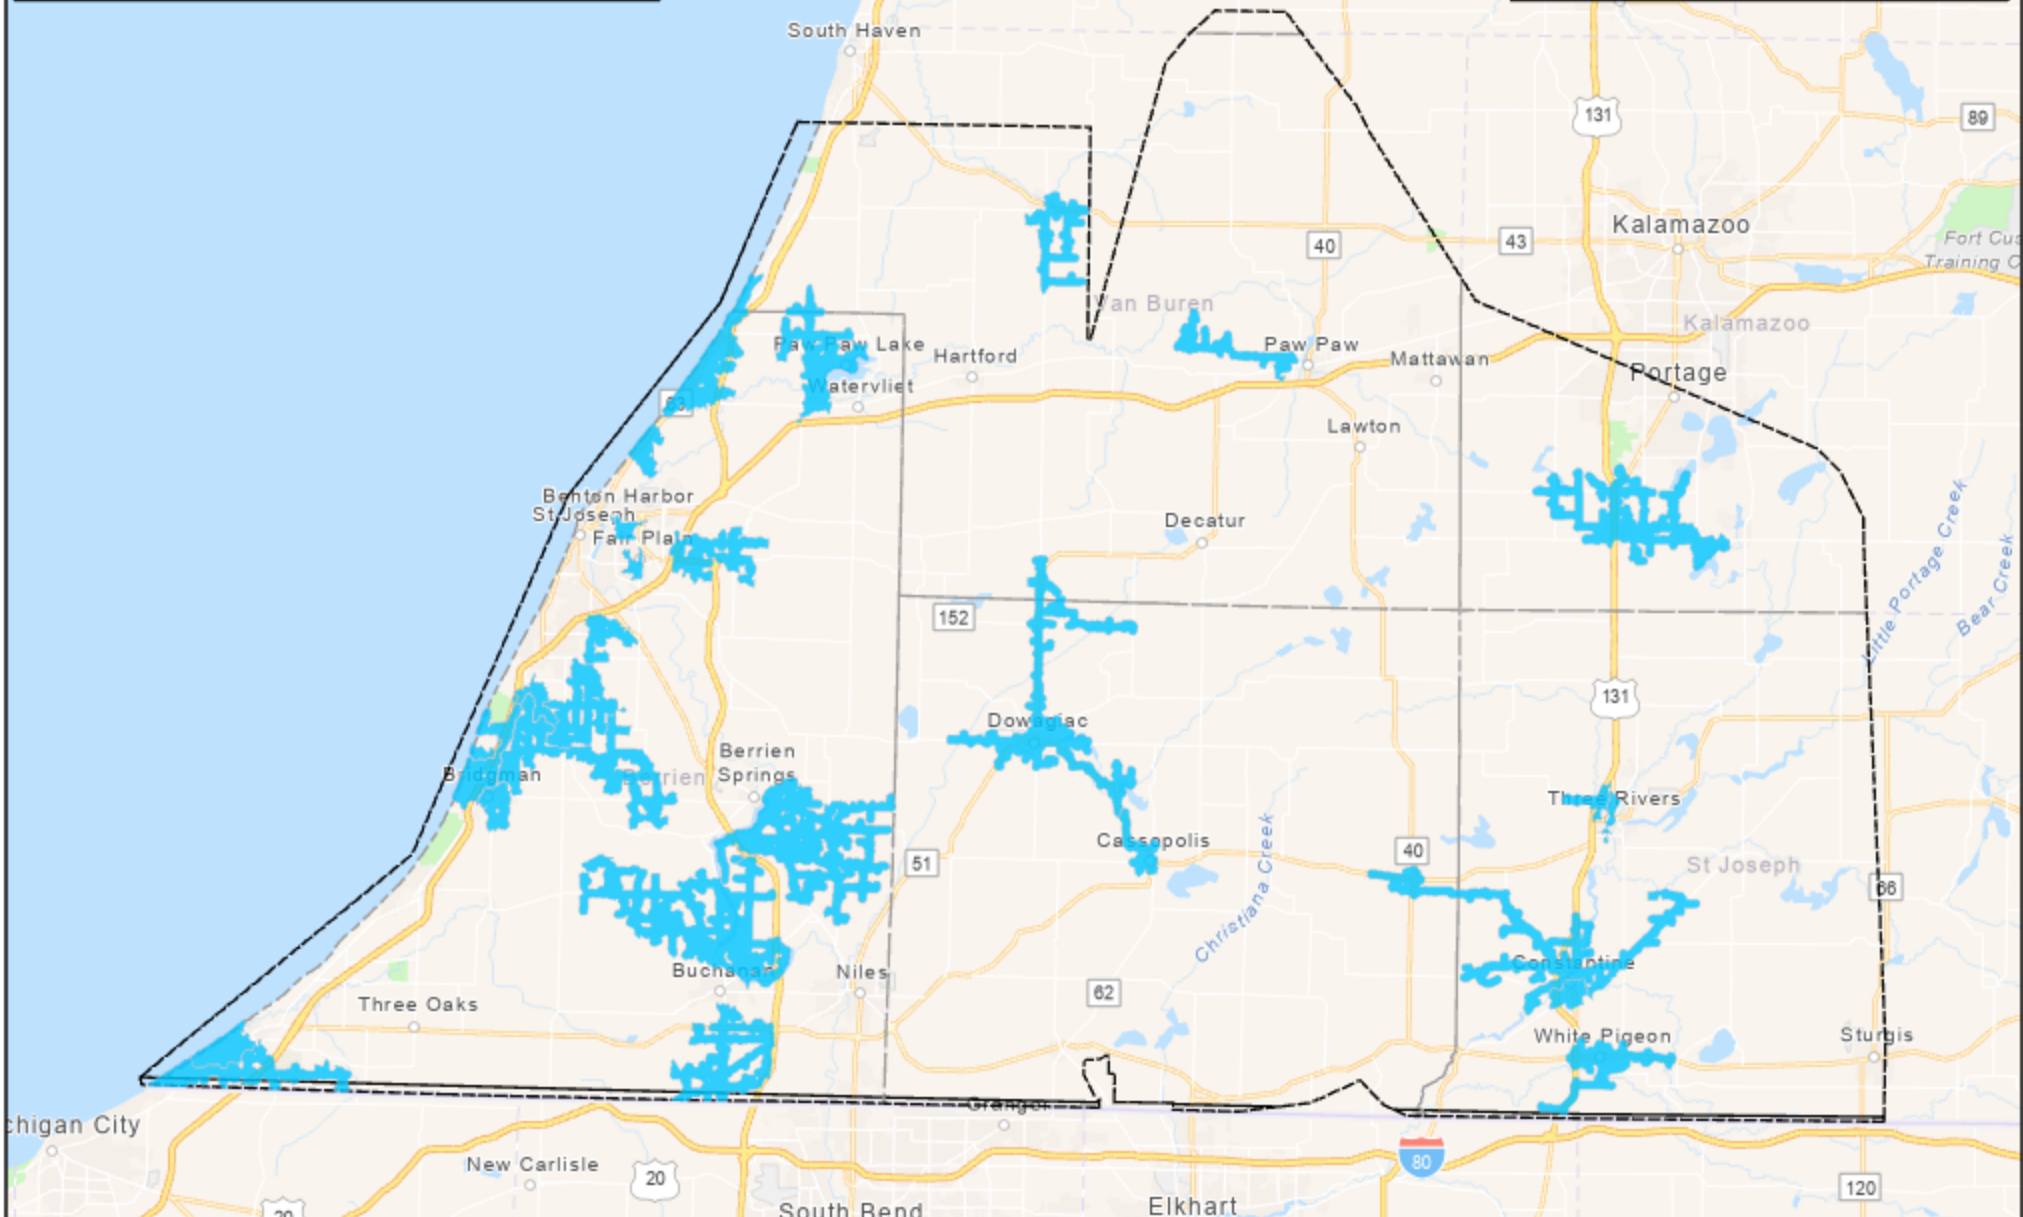 South Haven
131
89
Kalamazoo
40
43
Fort Cus
Training C
Van Buren
Kalamazoo
Paw Paw Lake
Hartford
Paw Paw
Mattawan
Portage
Watervliet
63
Lawton
Benton Harbor
St Joseph
Fair Plain
Decatur
Little Portage Creek
Bear Creek
152
131
Dowagiac
Berrien
Springs
Bridgman
Berrien
Three Rivers
Cassopolis
40
51
St Joseph
66
Christiana Creek
Constantine
Buchanan
Niles
62
Three Oaks
White Pigeon
Sturgis
Granger
chigan City
New Carlisle
20
80
120
20
South Bend
Elkhart